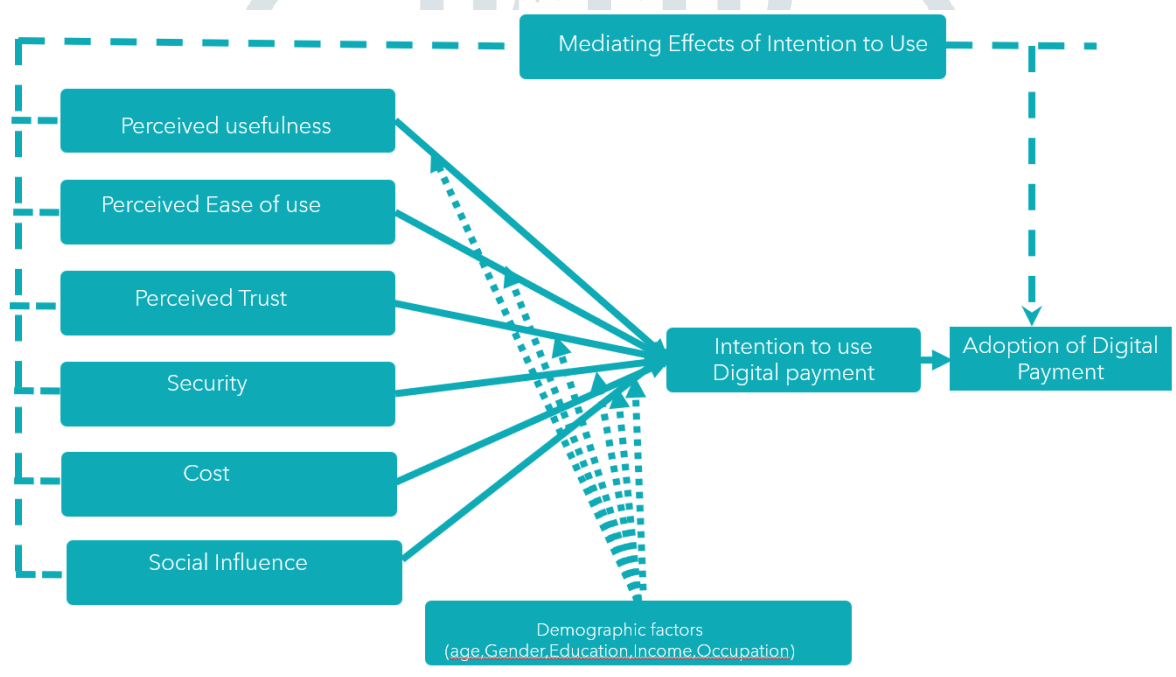 Mediating Effects of Intention to Use
Perceived usefulness
Perceived Ease of use
Perceived Trust
Security
Cost
Social Influence
Intention to use
Digital payment
Adoption of Digital
Payment
Demographic factors
(age,Gender,Education,Income,Occupation)